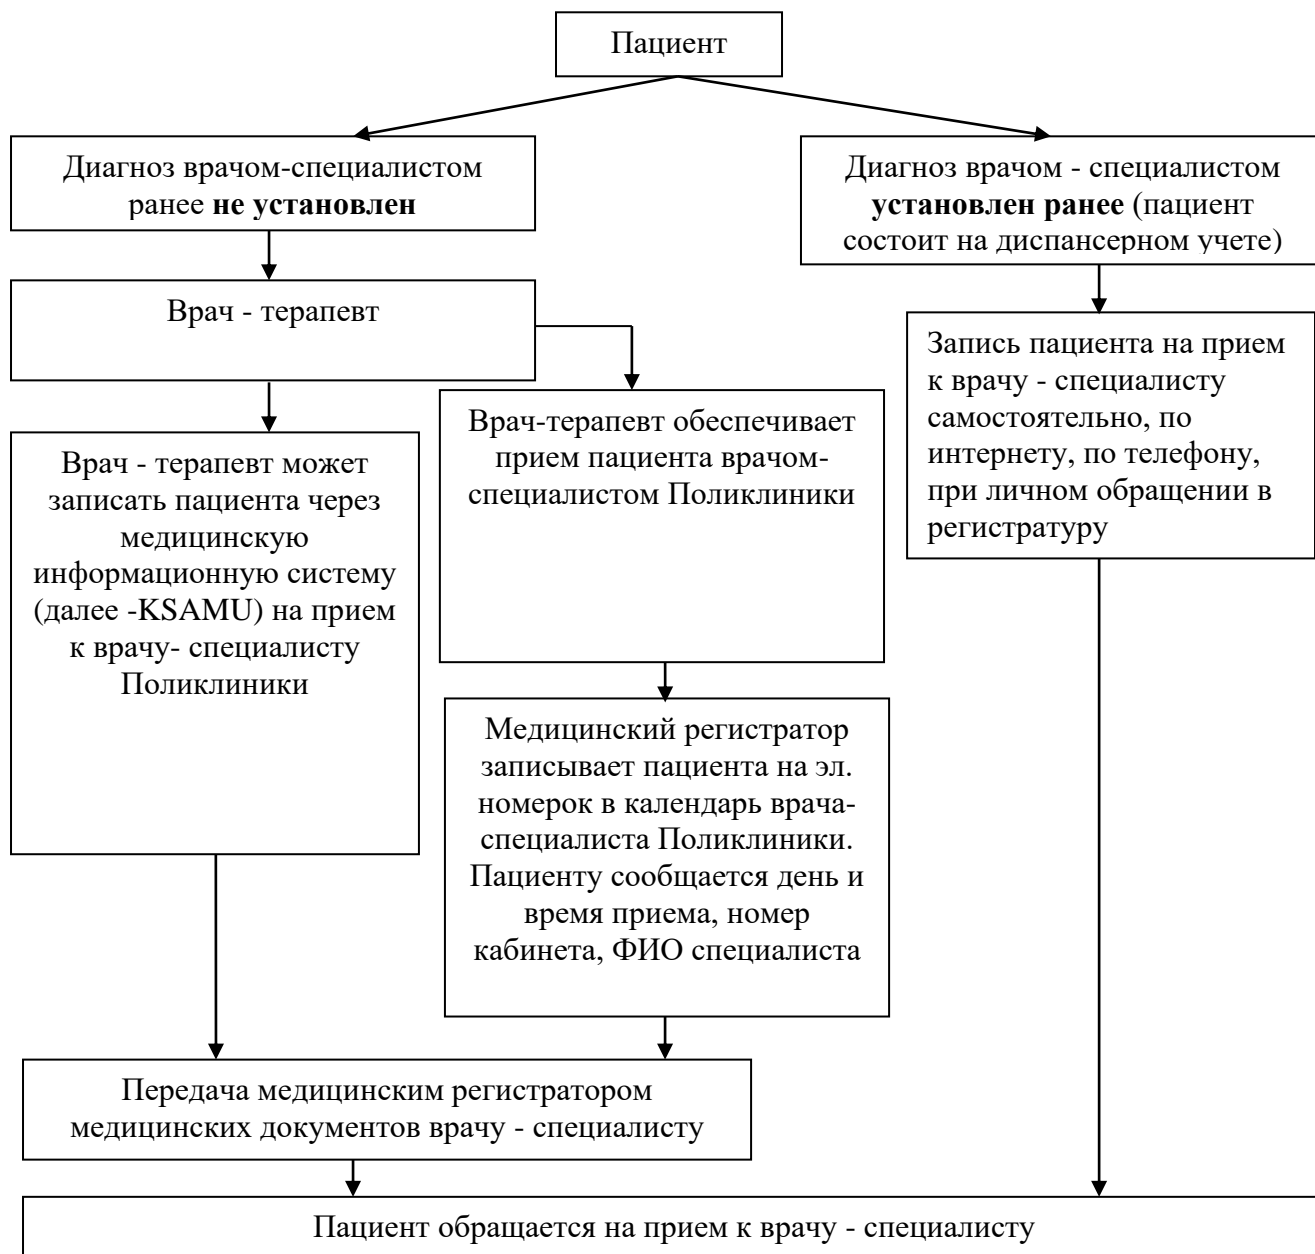 Пациент
Диагноз врачом-специалистом
ранее не установлен
Диагноз врачом - специалистом
установлен ранее (пациент
состоит на диспансерном учете)
Врач - терапевт
Запись пациента на прием
к врачу - специалисту
самостоятельно, по
интернету, по телефону,
при личном обращении в
регистратуру
Врач-терапевт обеспечивает
прием пациента врачом-
специалистом Поликлиники
Врач - терапевт может
записать пациента через
медицинскую
информационную систему
(далее -KSAMU) на прием
к врачу- специалисту
Поликлиники
Медицинский регистратор
записывает пациента на эл.
номерок в календарь врача-
специалиста Поликлиники.
Пациенту сообщается день и
время приема, номер
кабинета, ФИО специалиста
Передача медицинским регистратором
медицинских документов врачу - специалисту
Пациент обращается на прием к врачу - специалисту